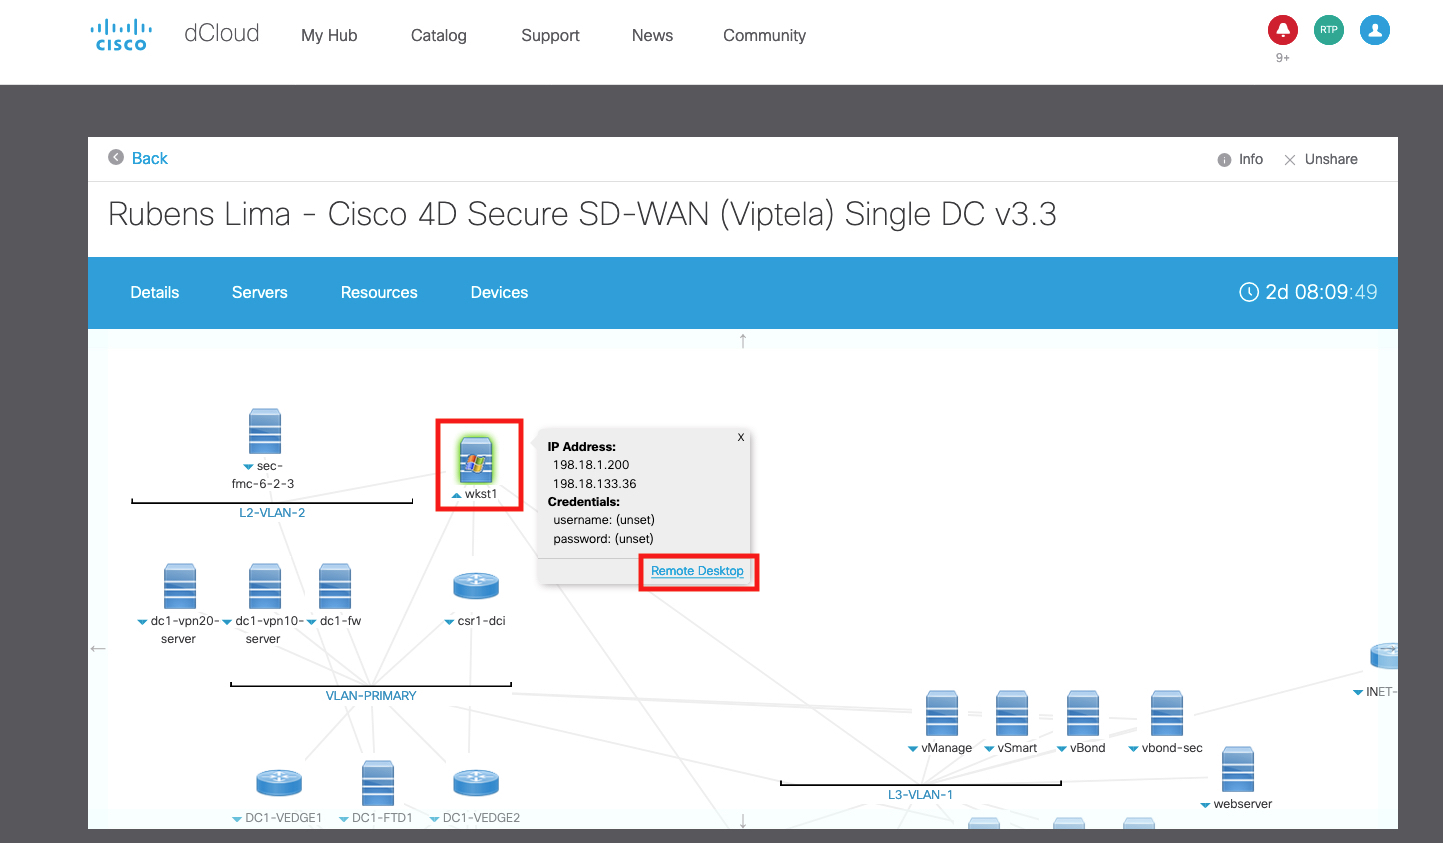 CISCO
dCloud
My Hub
Catalog
Support
News
Community
RTP
9+
Back
Info
Unshare
Rubens Lima - Cisco 4D Secure SD-WAN (Viptela) Single DC v3.3
Details
Servers
Resources
Devices
2d 08:09:49
sec-
fmc-6-2-3
L2-VLAN-2
wkst1
X
IP Address:
198.18.1.200
198.18.133.36
Credentials:
username: (unset)
password: (unset)
Remote Desktop
dc1-vpn20-
server
dc1-vpn10-
server
dc1-fw
csr1-dci
VLAN-PRIMARY
INET-
vManage
vSmart
vBond
vbond-sec
L3-VLAN-1
webserver
DC1-VEDGE1
DC1-FTD1
DC1-VEDGE2